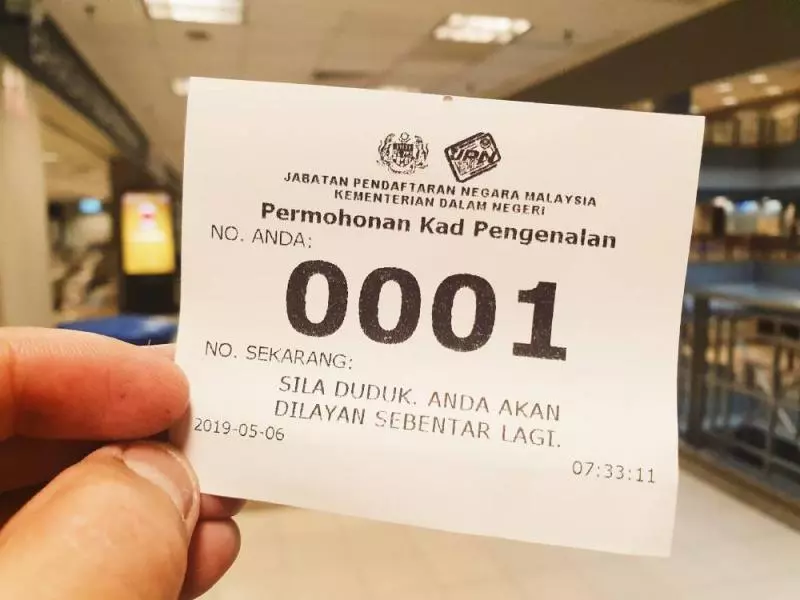 JPN
JABATAN PENDAFTARAN NEGARA MALAYSIA
KEMENTERIAN DALAM NEGERI
Permohonan Kad Pengenalan
NO. ANDA:
0001
NO. SEKARANG:
SILA DUDUK. ANDA AKAN
DILAYAN SEBENTAR LAGI.
2019-05-06
07:33:11